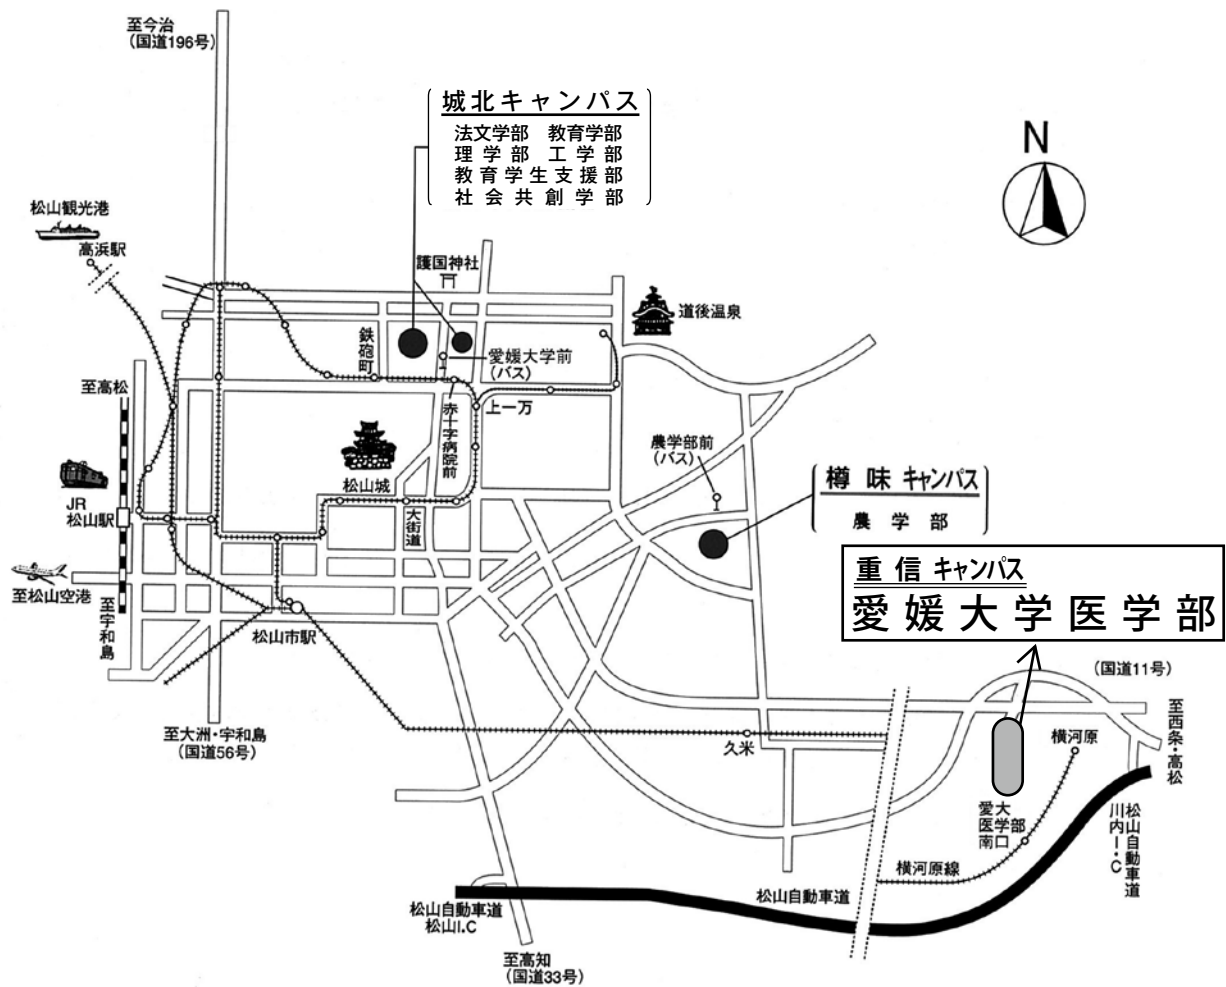 至今治
(国道196号)
城北キャンパス
法文学部 教育学部
理学部 工学部
教育学生支援部
社会共創学部
N
松山観光港
高浜駅
護国神社
道後温泉
鉄砲町
愛媛大学前
(バス)
至高松
上一万
赤十字病院前
農学部前
(バス)
松山城
樽味キャンパス
農学部
JR
松山駅
大街道
重信キャンパス
愛媛大学医学部
至松山空港
至宇和島
松山市駅
(国道11号)
至西条・高松
至大洲・宇和島
(国道56号)
久米
横河原
愛大
医学部
南口
松山自動車道
川内I・C
横河原線
松山自動車道
松山自動車道
松山I.C
至高知
(国道33号)